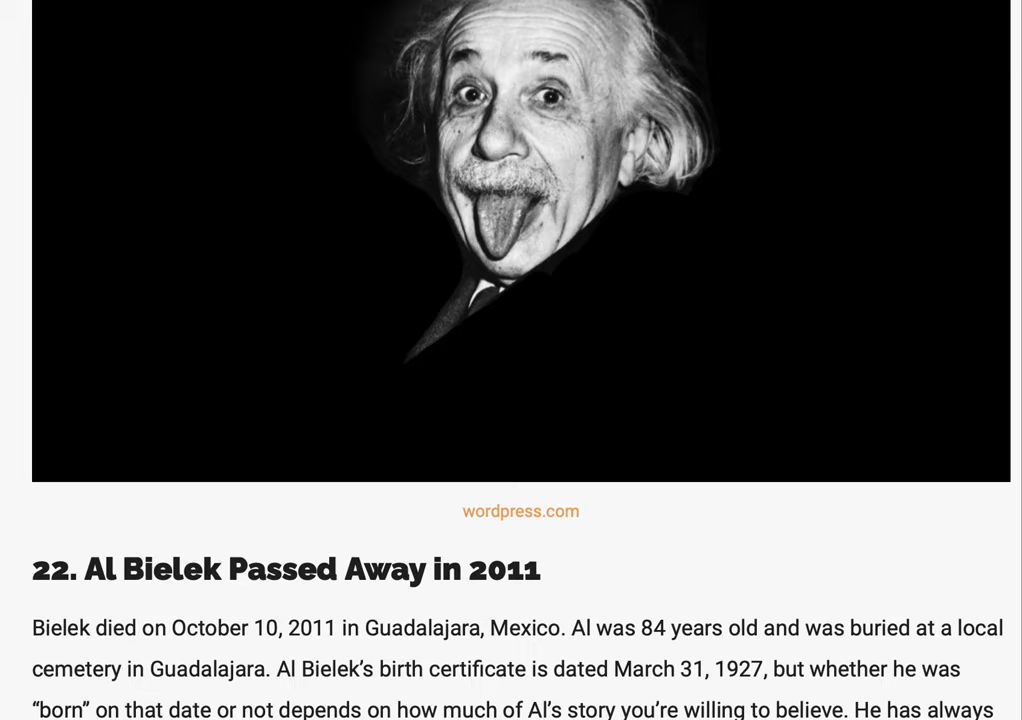 wordpress.com
22. Al Bielek Passed Away in 2011
Bielek died on October 10, 2011 in Guadalajara, Mexico. Al was 84 years old and was buried at a local
cemetery in Guadalajara. Al Bielek’s birth certificate is dated March 31, 1927, but whether he was
“born” on that date or not depends on how much of Al’s story you’re willing to believe. He has always